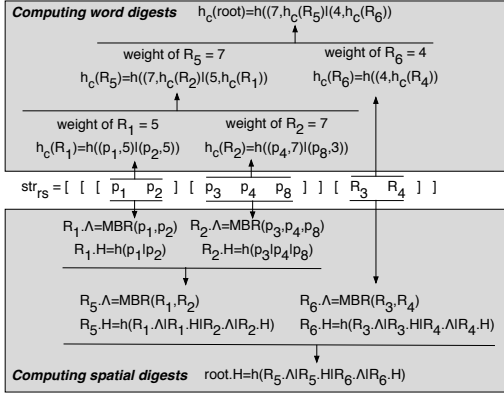 Computing word digests h_c(root)=h((7,h_c(R_5)|(4,h_c(R_6))
weight of R_5 = 7 weight of R_6 = 4
h_c(R_5)=h((7,h_c(R_2)|(5,h_c(R_1)) h_c(R_6)=h((4,h_c(R_4))
weight of R_1 = 5 weight of R_2 = 7
h_c(R_1)=h((p_1,5)|(p_2,5)) h_c(R_2)=h((p_4,7)|(p_8,3))
str_rs = [ [ [ p_1 p_2 ] [ p_3 p_4 p_8 ] ] [ R_3 R_4 ] ]
R_1.Λ=MBR(p_1,p_2) R_2.Λ=MBR(p_3,p_4,p_8)
R_1.H=h(p_1|p_2) R_2.H=h(p_3|p_4|p_8)
R_5.Λ=MBR(R_1,R_2) R_6.Λ=MBR(R_3,R_4)
R_5.H=h(R_1.Λ|R_1.H|R_2.Λ|R_2.H) R_6.H=h(R_3.Λ|R_3.H|R_4.Λ|R_4.H)
Computing spatial digests root.H=h(R_5.Λ|R_5.H|R_6.Λ|R_6.H)